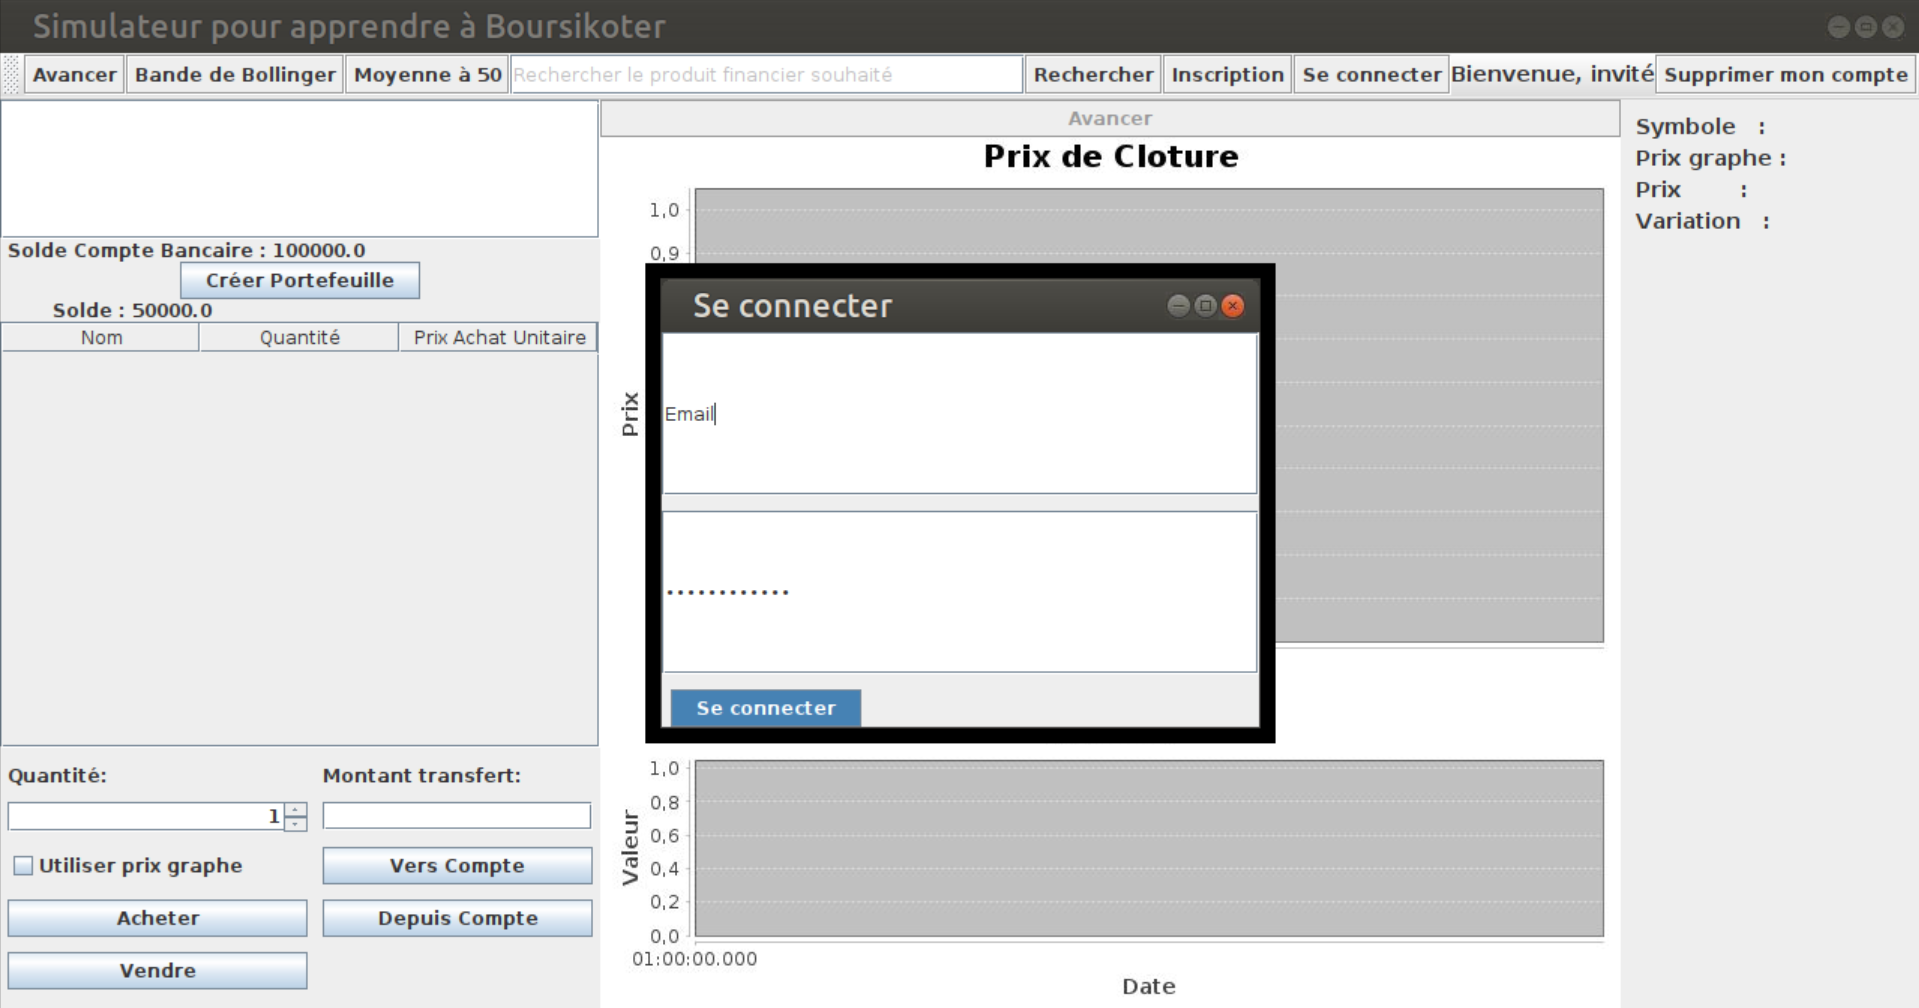 Simulateur pour apprendre à Boursikoter
Avancer Bande de Bollinger Moyenne à 50 Rechercher le produit financier souhaité Rechercher Inscription Se connecter Bienvenue, invité Supprimer mon compte
Solde Compte Bancaire : 100000.0
Créer Portefeuille
Solde : 50000.0
Nom Quantité Prix Achat Unitaire
Quantité: Montant transfert:
1
Utiliser prix graphe Vers Compte
Acheter Depuis Compte
Vendre
Avancer
Prix de Cloture
1,0
0,9
Prix
Se connecter
Email
............
Se connecter
1,0
0,8
0,6
0,4
0,2
0,0
Valeur
01:00:00.000
Date
Symbole :
Prix graphe :
Prix :
Variation :